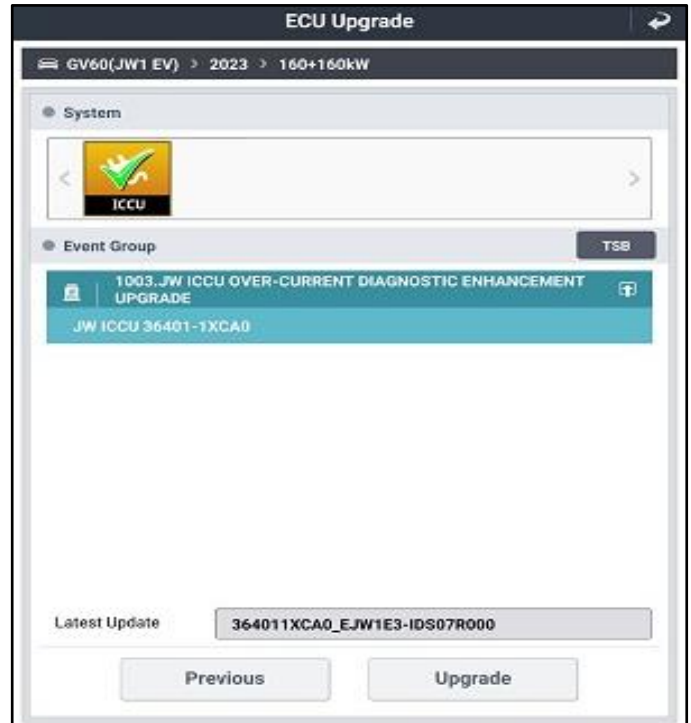 ECU Upgrade
GV60(JW1 EV) > 2023 > 160+160kW
System
ICCU
Event Group
TSB
1003.JW ICCU OVER-CURRENT DIAGNOSTIC ENHANCEMENT
UPGRADE
JW ICCU 36401-1XCA0
Latest Update
364011XCA0_EJW1E3-IDS07R000
Previous
Upgrade